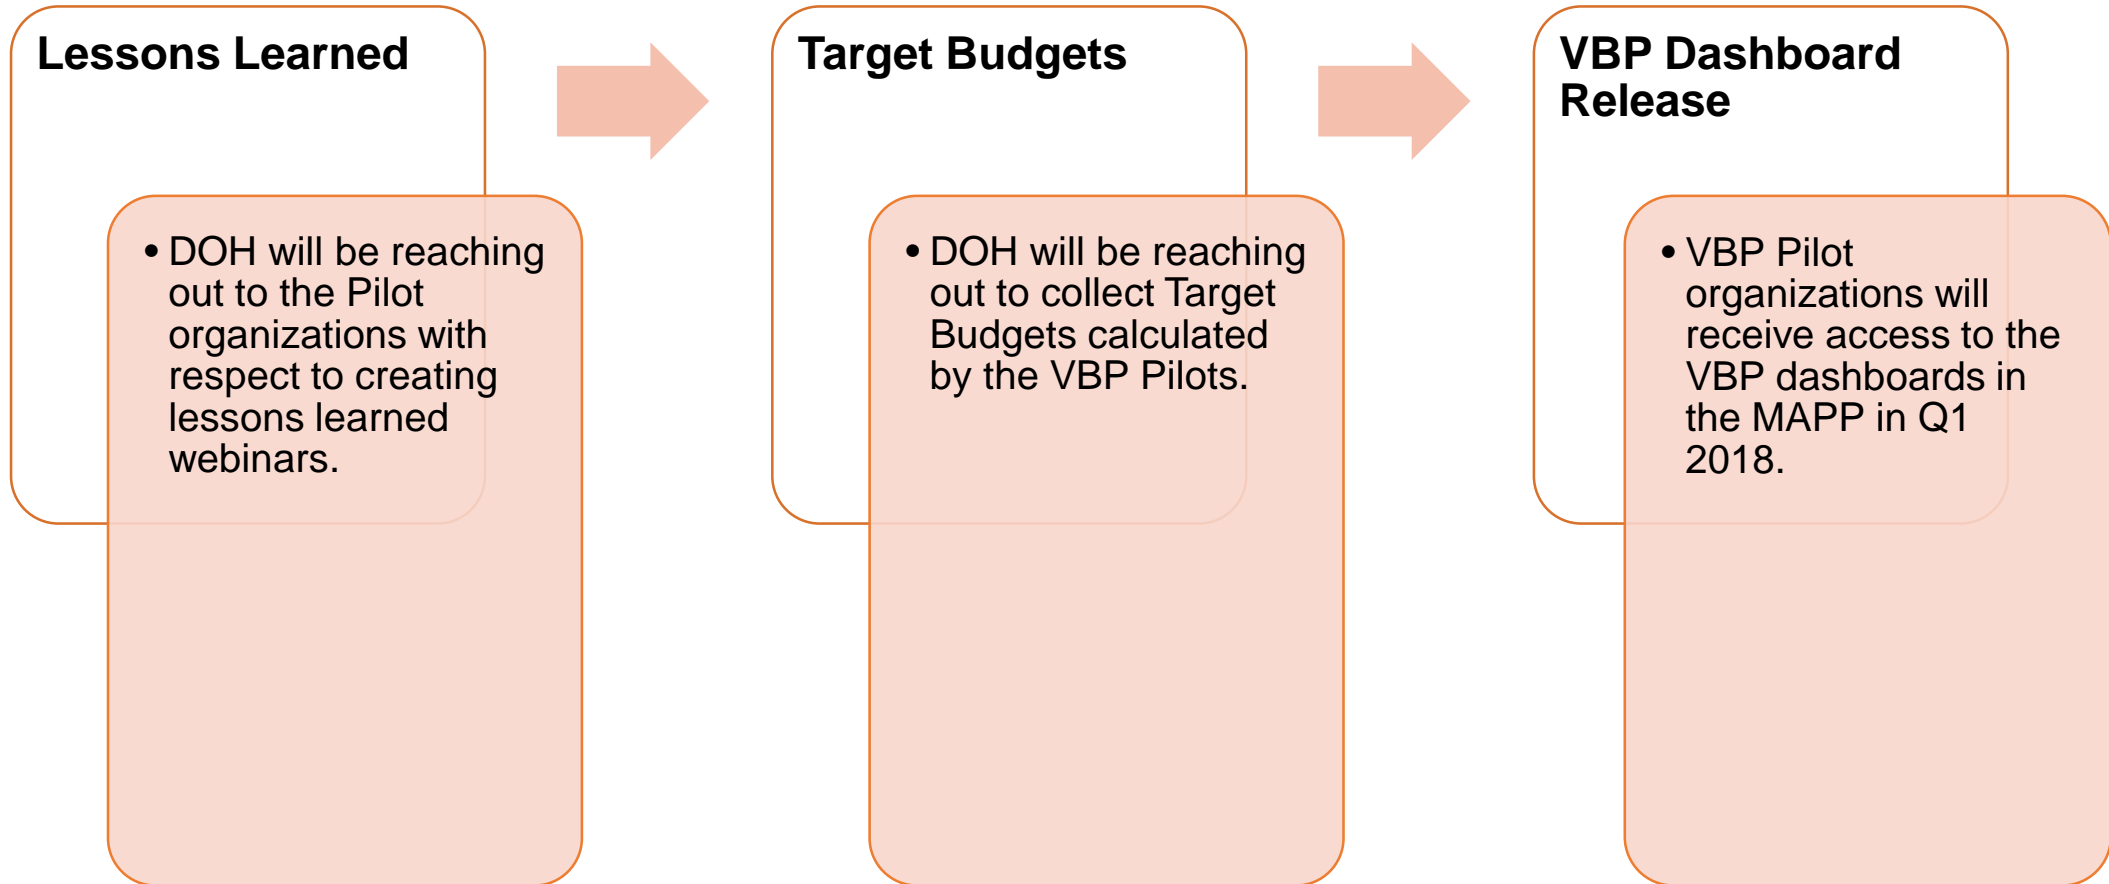 Lessons Learned
• DOH will be reaching
out to the Pilot
organizations with
respect to creating
lessons learned
webinars.
Target Budgets
• DOH will be reaching
out to collect Target
Budgets calculated
by the VBP Pilots.
VBP Dashboard
Release
• VBP Pilot
organizations will
receive access to the
VBP dashboards in
the MAPP in Q1
2018.